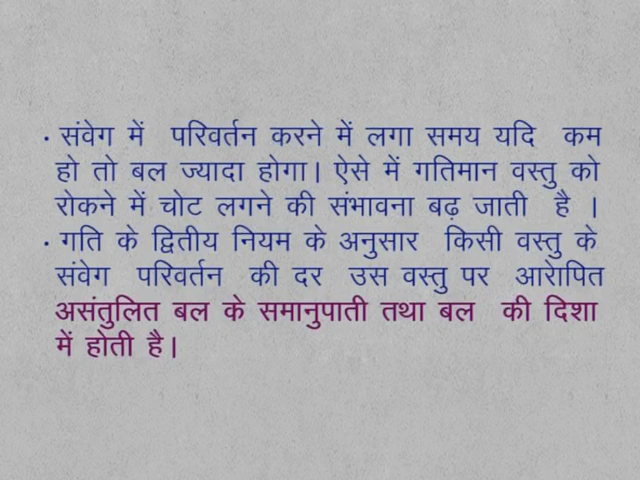 • संवेग में परिवर्तन करने में लगा समय यदि कम
हो तो बल ज्यादा होगा। ऐसे में गतिमान वस्तु को
रोकने में चोट लगने की संभावना बढ़ जाती है ।
• गति के द्वितीय नियम के अनुसार किसी वस्तु के
संवेग परिवर्तन की दर उस वस्तु पर आरोपित
असंतुलित बल के समानुपाती तथा बल की दिशा
में होती है।